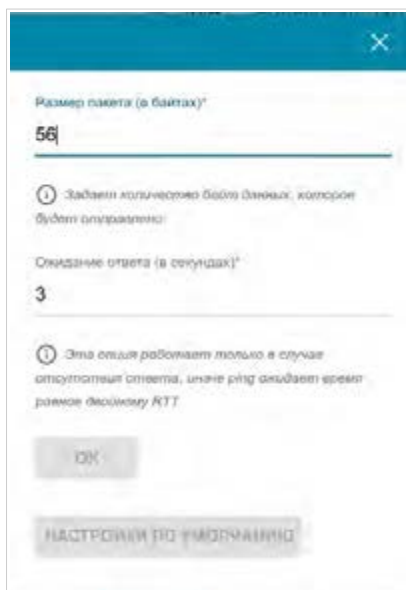 Размер пакета (в байтах)*
56
Задает количество байт данных, которое
будет отправлено
Ожидание ответа (в секундах)*
3
Эта опция работает только в случае
отсутствия ответа, иначе ping ожидает время
равное двойному RTT
OK
НАСТРОЙКИ ПО УМОЛЧАНИЮ